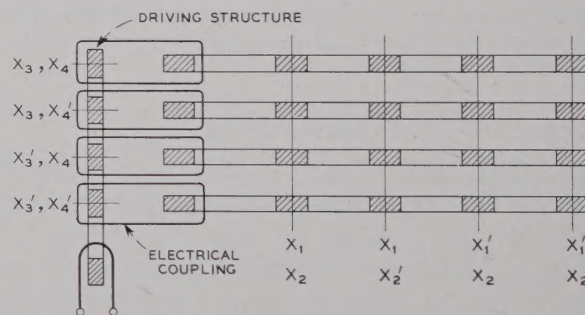 DRIVING STRUCTURE
X₃, X₄
X₃, X₄′
X₃′, X₄
X₃′, X₄′
ELECTRICAL
COUPLING
X₁ X₁ X₁′ X₁′
X₂ X₂′ X₂ X₂